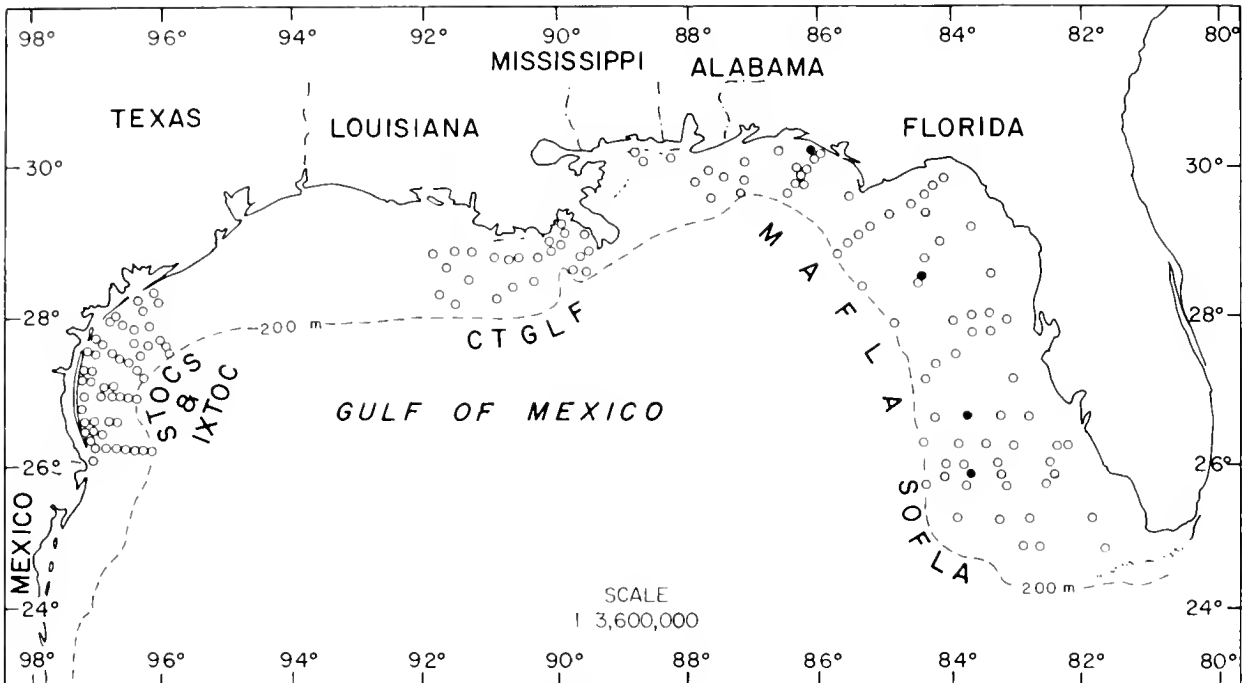 98° 96° 94° 92° 90° 88° 86° 84° 82° 80°
MISSISSIPPI
ALABAMA
TEXAS
LOUISIANA
FLORIDA
30° 30°
28° 28°
200 m
CTGLF
MAFLA
STOCS
&
IXTOC
GULF OF MEXICO
26° 26°
SOFLA
MEXICO
200 m
SCALE
1 3,600,000
24° 24°
98° 96° 94° 92° 90° 88° 86° 84° 82° 80°